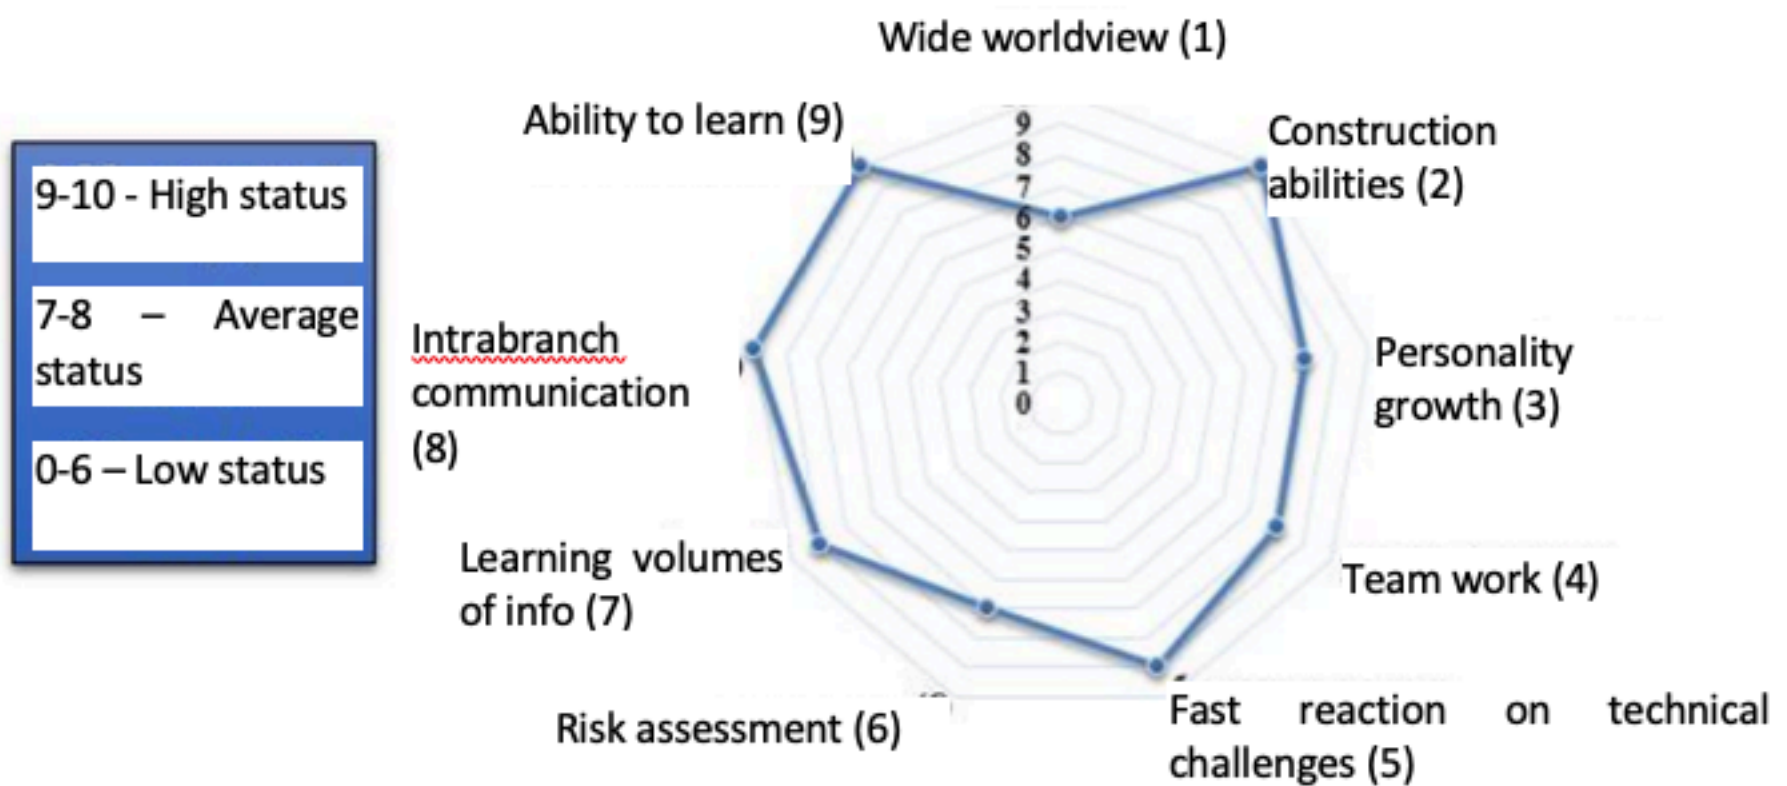 Wide worldview (1)
Ability to learn (9)
Construction
abilities (2)
9-10 - High status
7-8 – Average
status
0-6 – Low status
Intrabranch
communication
(8)
Personality
growth (3)
Learning volumes
of info (7)
Team work (4)
Risk assessment (6)
Fast reaction on technical
challenges (5)
9
8
7
6
5
4
3
2
1
0